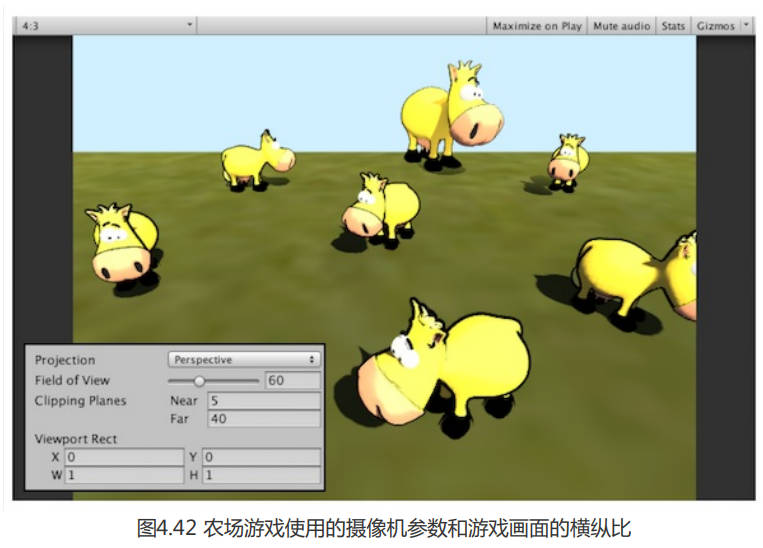 4:3 Maximize on Play Mute audio Stats Gizmos
Projection Perspective
Field of View 60
Clipping Planes Near 5
Far 40
Viewport Rect
X 0 Y 0
W 1 H 1
图4.42 农场游戏使用的摄像机参数和游戏画面的横纵比